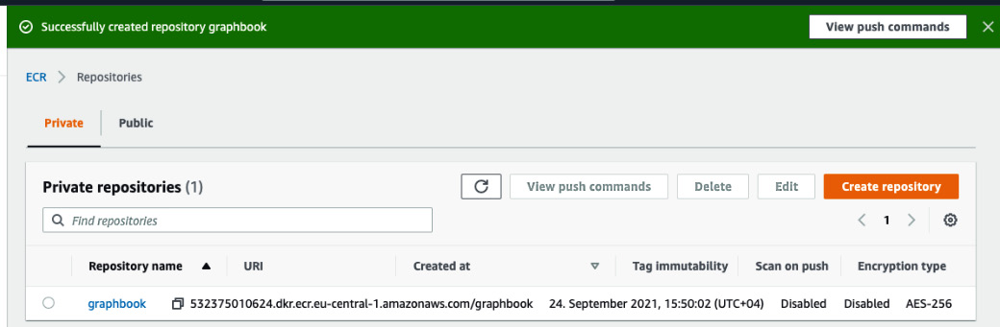 Successfully created repository graphbook View push commands
ECR > Repositories
Private Public
Private repositories (1) View push commands Delete Edit Create repository
Find repositories 1
Repository name URI Created at Tag immutability Scan on push Encryption type
graphbook 532375010624.dkr.ecr.eu-central-1.amazonaws.com/graphbook 24. September 2021, 15:50:02 (UTC+04) Disabled Disabled AES-256